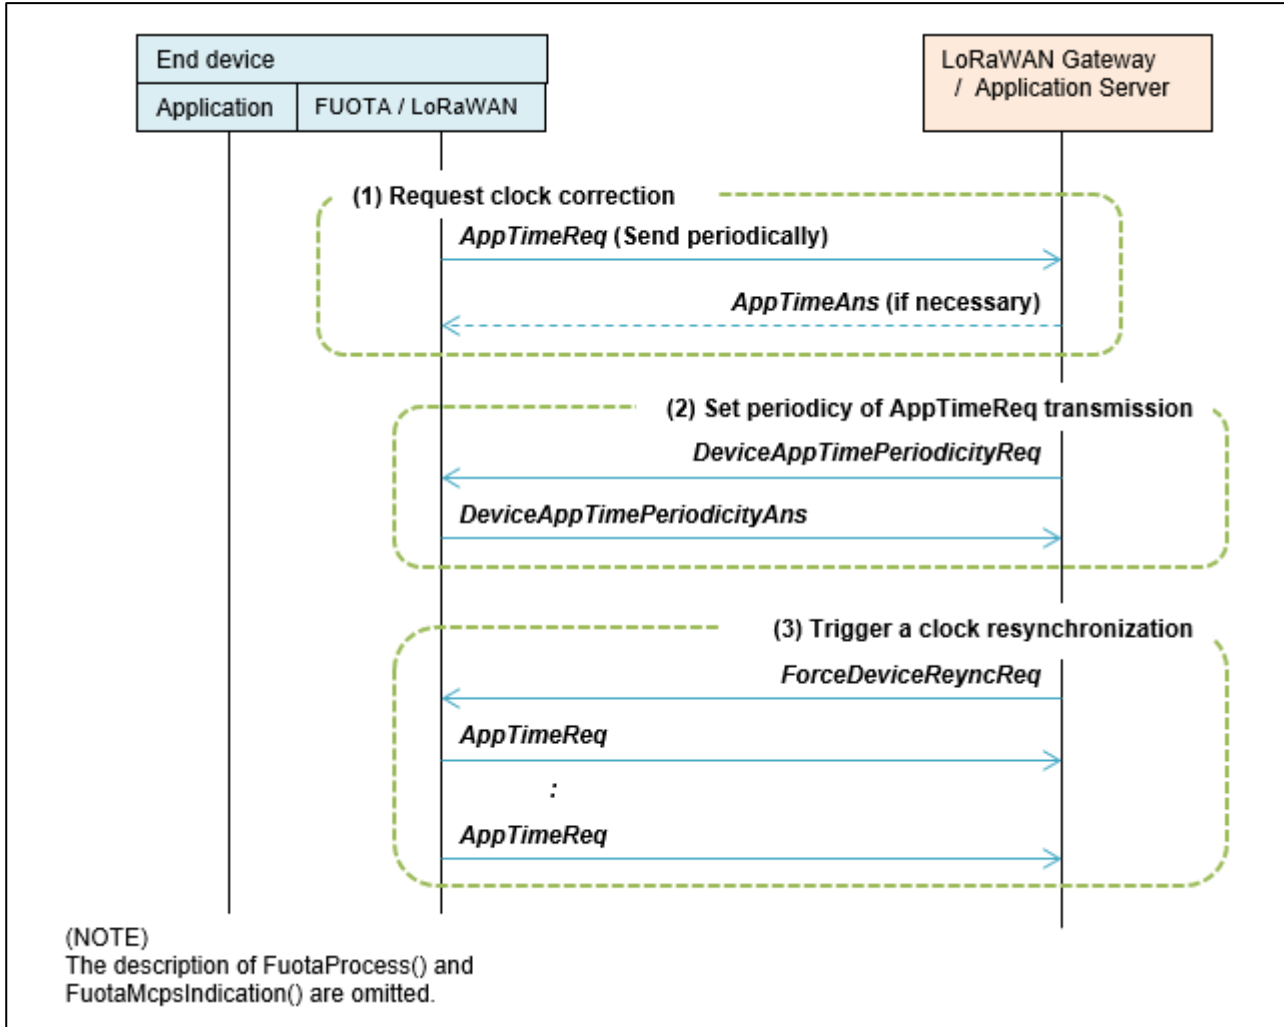 End device
Application
FUOTA / LoRaWAN
LoRaWAN Gateway
/ Application Server
(1) Request clock correction
AppTimeReq (Send periodically)
AppTimeAns (if necessary)
(2) Set periodicy of AppTimeReq transmission
DeviceAppTimePeriodicityReq
DeviceAppTimePeriodicityAns
(3) Trigger a clock resynchronization
ForceDeviceReyncReq
AppTimeReq
:
AppTimeReq
(NOTE)
The description of FuotaProcess() and
FuotaMcpsIndication() are omitted.